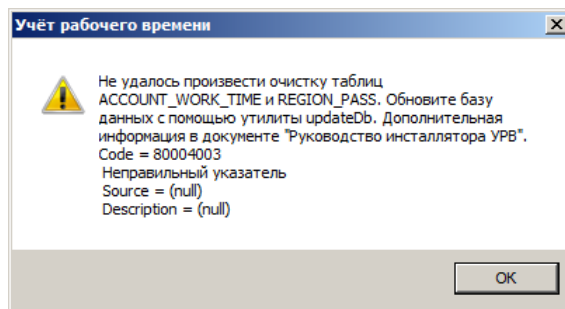 Учёт рабочего времени
Не удалось произвести очистку таблиц
ACCOUNT_WORK_TIME и REGION_PASS. Обновите базу
данных с помощью утилиты updateDb. Дополнительная
информация в документе "Руководство инсталлятора УРВ".
Code = 80004003
Неправильный указатель
Source = (null)
Description = (null)
OK